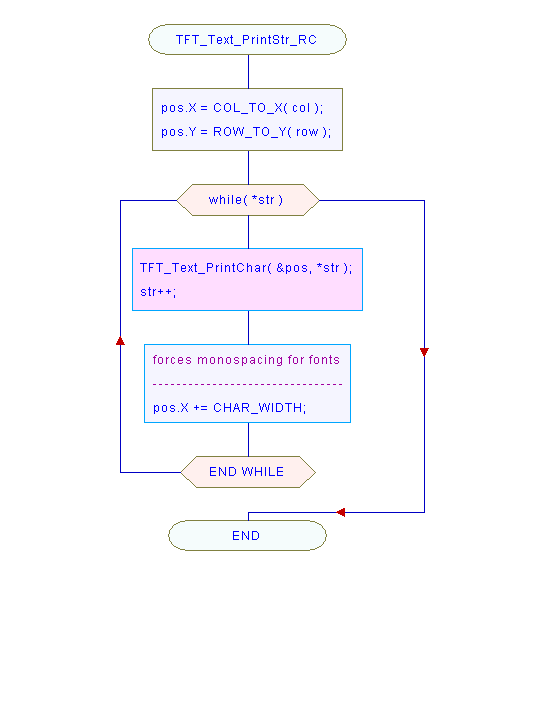 TFT_Text_PrintStr_RC
pos.X = COL_TO_X( col );
pos.Y = ROW_TO_Y( row );
while( *str )
TFT_Text_PrintChar( &pos, *str );
str++;
forces monospacing for fonts
--------------------------------
pos.X += CHAR_WIDTH;
END WHILE
END